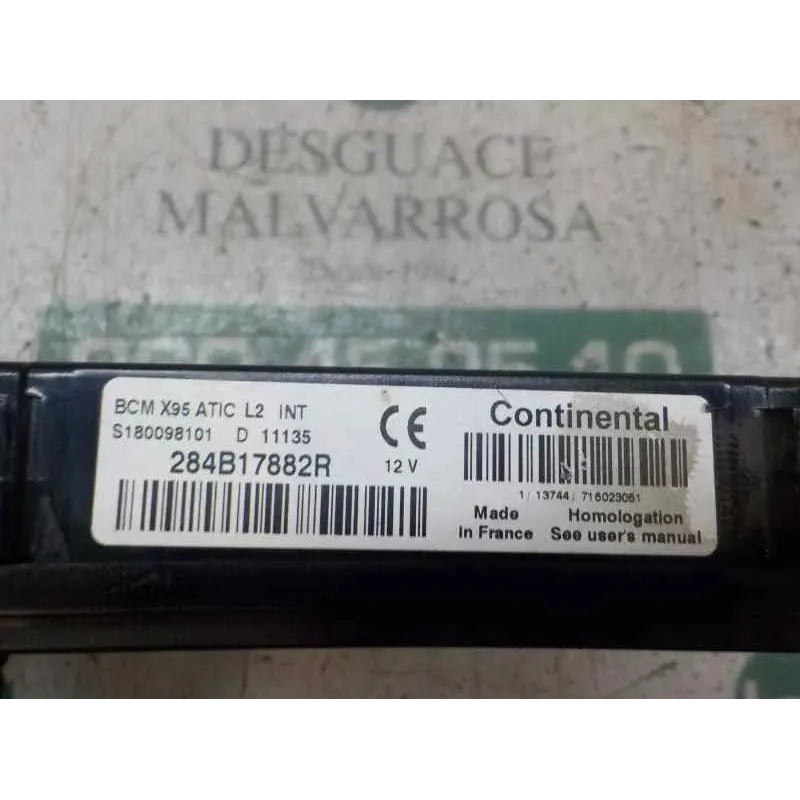 DESGUACE
MALVARROSA
BCM X95 ATIC L2 INT
S180098101 D 11135
284B17882R
12 V
CE
Continental
1 13744 716023051
Made
in France
Homologation
See user's manual